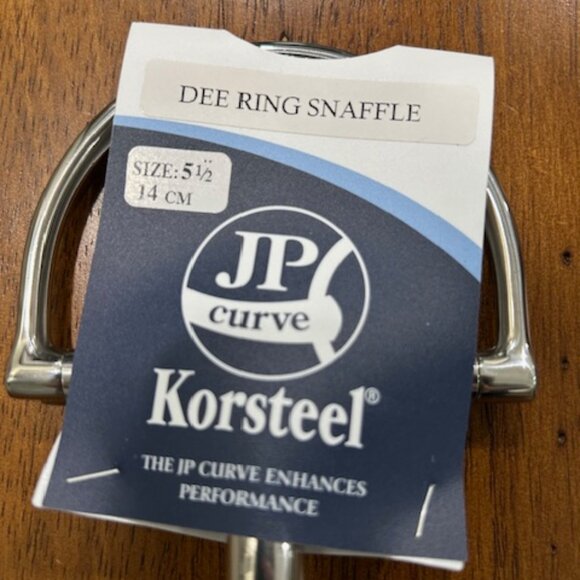 DEE RING SNAFFLE
SIZE: 5½"
14 CM
JP
curve
Korsteel®
THE JP CURVE ENHANCES
PERFORMANCE